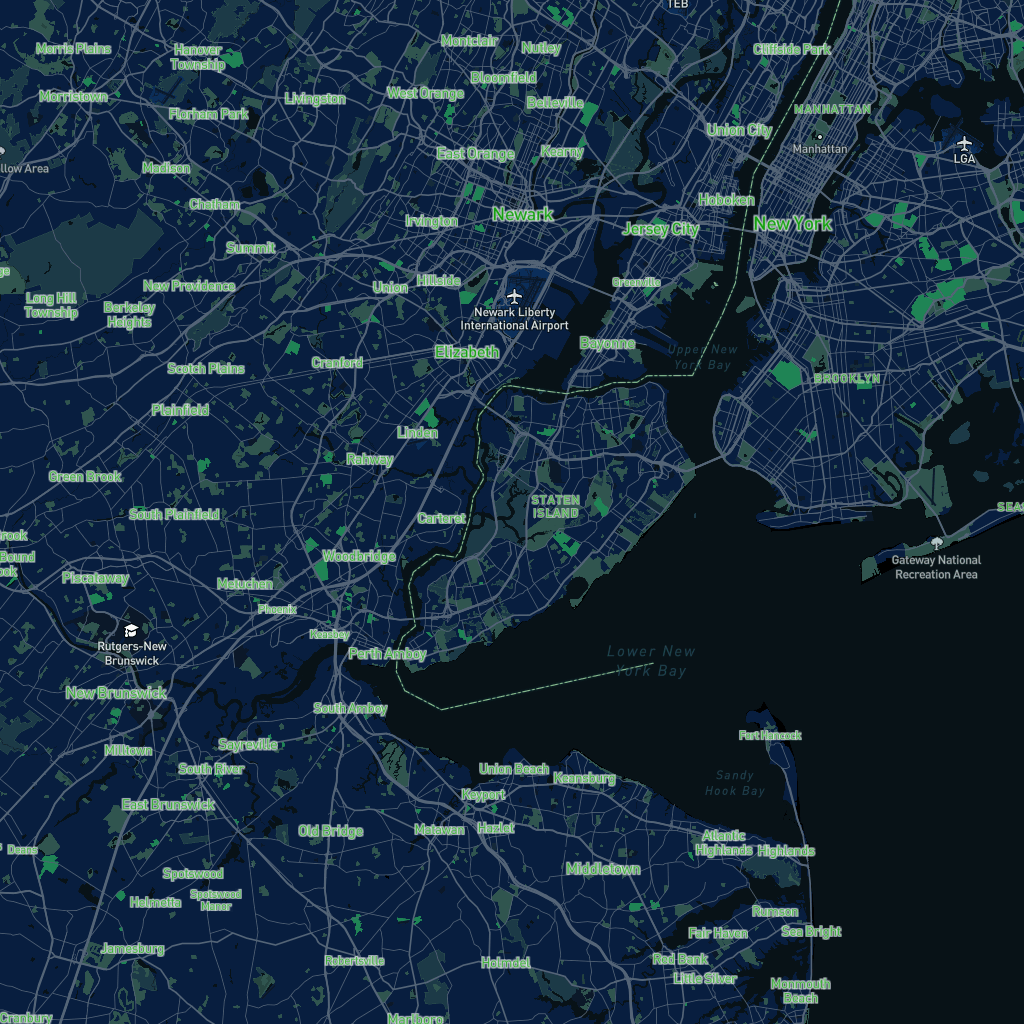 TEB
Morris Plains
Hanover
Township
Montclair
Nutley
Cliffside Park
Bloomfield
Morristown
Livingston
West Orange
Belleville
MANHATTAN
Florham Park
Union City
Manhattan
LGA
East Orange
Kearny
llow Area
Madison
Chatham
Hoboken
Irvington
Newark
Jersey City
New York
Summit
ge
Long Hill
Township
New Providence
Berkeley
Heights
Union
Hillside
Greenville
Newark Liberty
International Airport
Bayonne
Upper New
York Bay
Elizabeth
Cranford
Scotch Plains
BROOKLYN
Plainfield
Linden
Rahway
Green Brook
STATEN
ISLAND
South Plainfield
Carteret
SEA
rook
Bound
ook
Woodbridge
Gateway National
Recreation Area
Piscataway
Metuchen
Phoenix
Keasbey
Rutgers-New
Brunswick
Perth Amboy
Lower New
York Bay
New Brunswick
South Amboy
Fort Hancock
Milltown
Sayreville
South River
Union Beach
Keansburg
Sandy
Hook Bay
Keyport
East Brunswick
Old Bridge
Matawan
Hazlet
Atlantic
Highlands
Highlands
Deans
Spotswood
Middletown
Helmetta
Spotswood
Manor
Rumson
Fair Haven
Sea Bright
Jamesburg
Robertsville
Holmdel
Red Bank
Little Silver
Monmouth
Beach
Cranbury
Marlboro